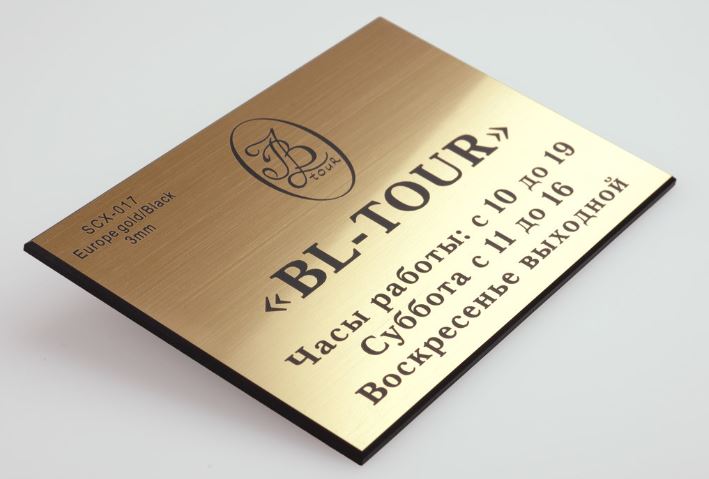 SCX-017
Europe gold/Black
3mm
BL
tour
«BL-TOUR»
Часы работы: с 10 до 19
Суббота с 11 до 16
Воскресенье выходной